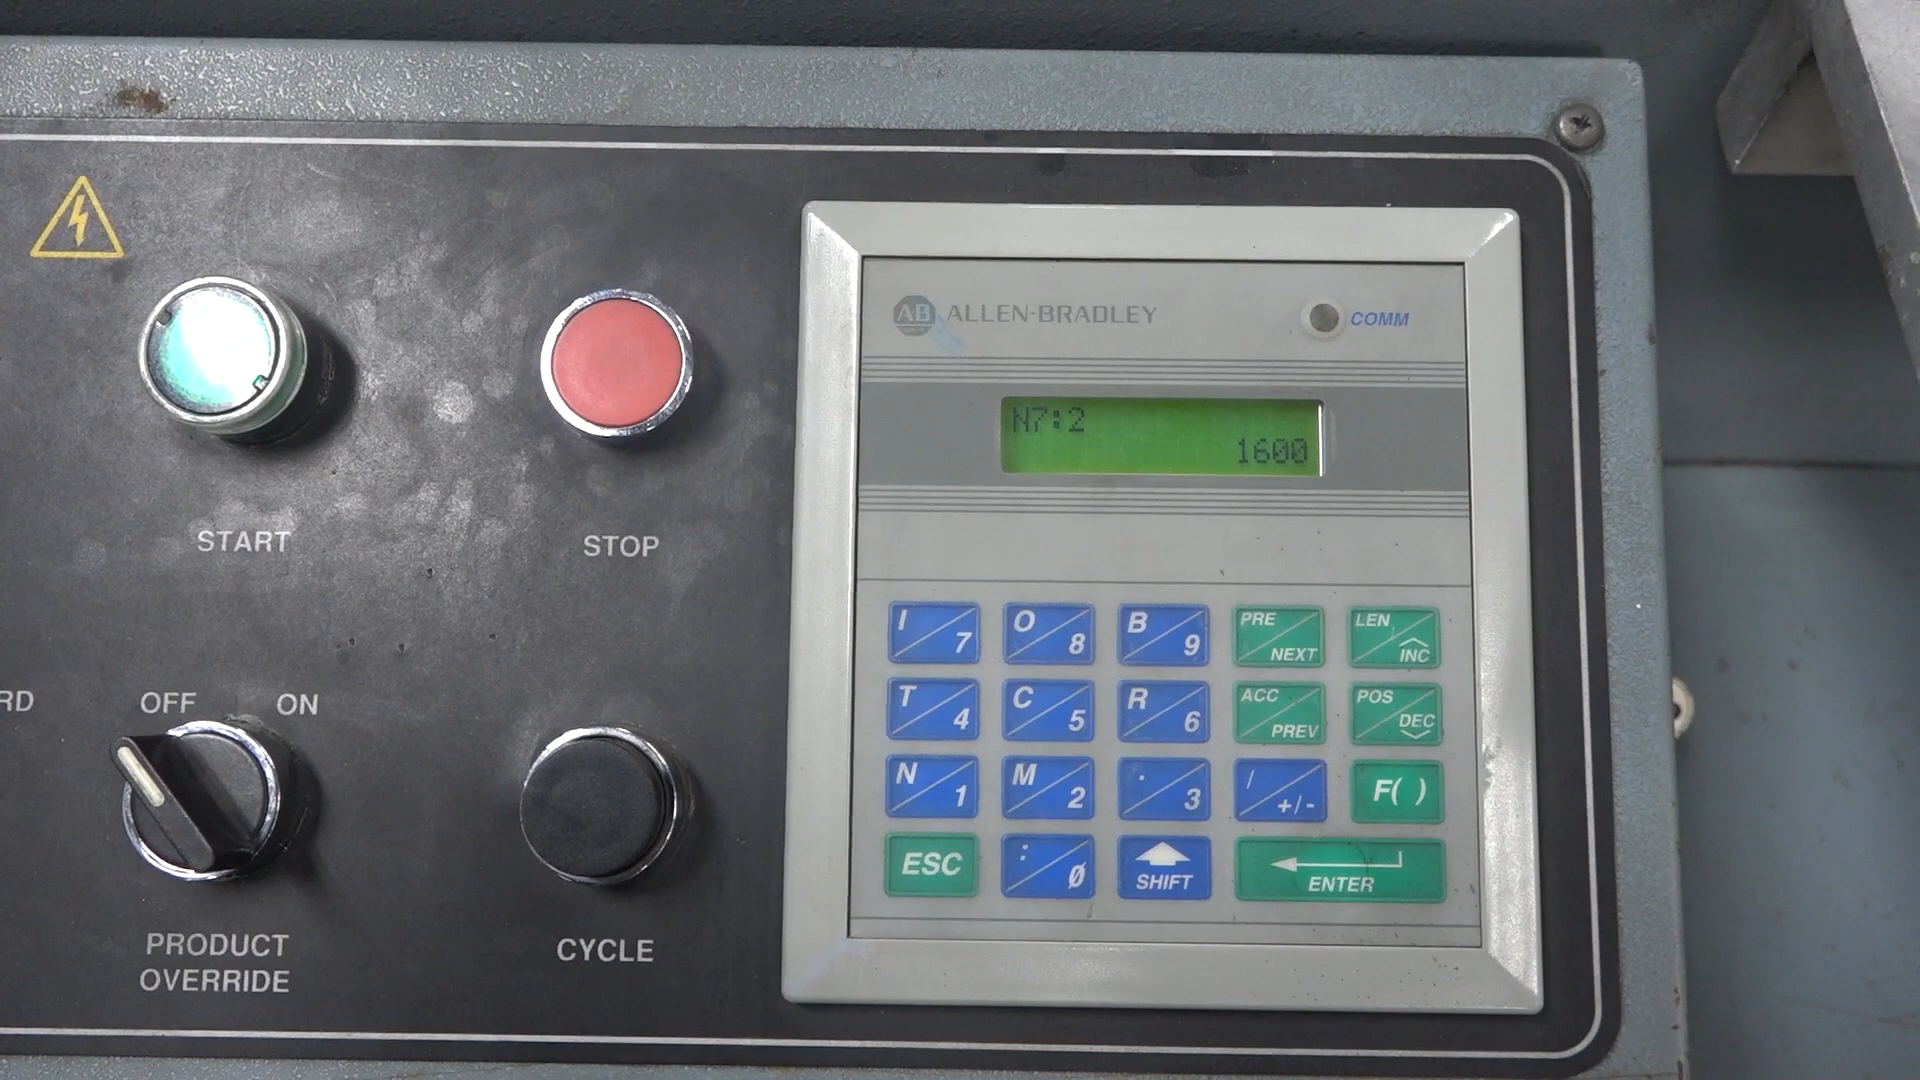 AB ALLEN-BRADLEY
COMM
N7:2
1600
START
STOP
I 7
O 8
B 9
PRE NEXT
LEN INC
T 4
C 5
R 6
ACC PREV
POS DEC
N 1
M 2
. 3
/ +/-
F( )
ESC
: Ø
SHIFT
ENTER
RD
OFF
ON
PRODUCT
OVERRIDE
CYCLE